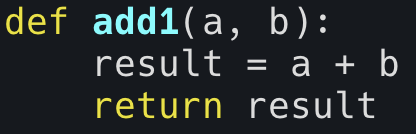 def add1(a, b):
    result = a + b
    return result